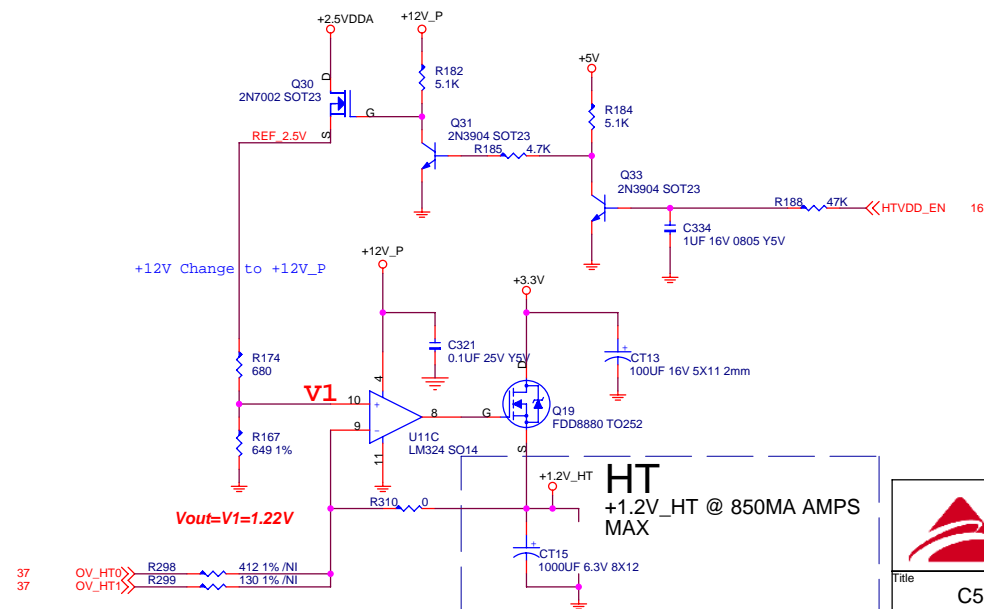 +2.5VDDA
+12V_P
+5V
R182
5.1K
Q30
2N7002 SOT23
D
G
S
Q31
2N3904 SOT23
R184
5.1K
REF_2.5V
R185
4.7K
Q33
2N3904 SOT23
R188
47K
HTVDD_EN
16
C334
1UF 16V 0805 Y5V
+12V Change to +12V_P
+12V_P
+3.3V
C321
0.1UF 25V Y5V
CT13
100UF 16V 5X11 2mm
R174
680
V1
10
+
4
9
-
8
11
U11C
LM324 SO14
D
G
S
Q19
FDD8880 TO252
R167
649 1%
Vout=V1=1.22V
R310
0
+1.2V_HT
HT
+1.2V_HT @ 850MA AMPS
MAX
CT15
1000UF 6.3V 8X12
37
OV_HT0
R298
412 1% /NI
37
OV_HT1
R299
130 1% /NI
Title
C5